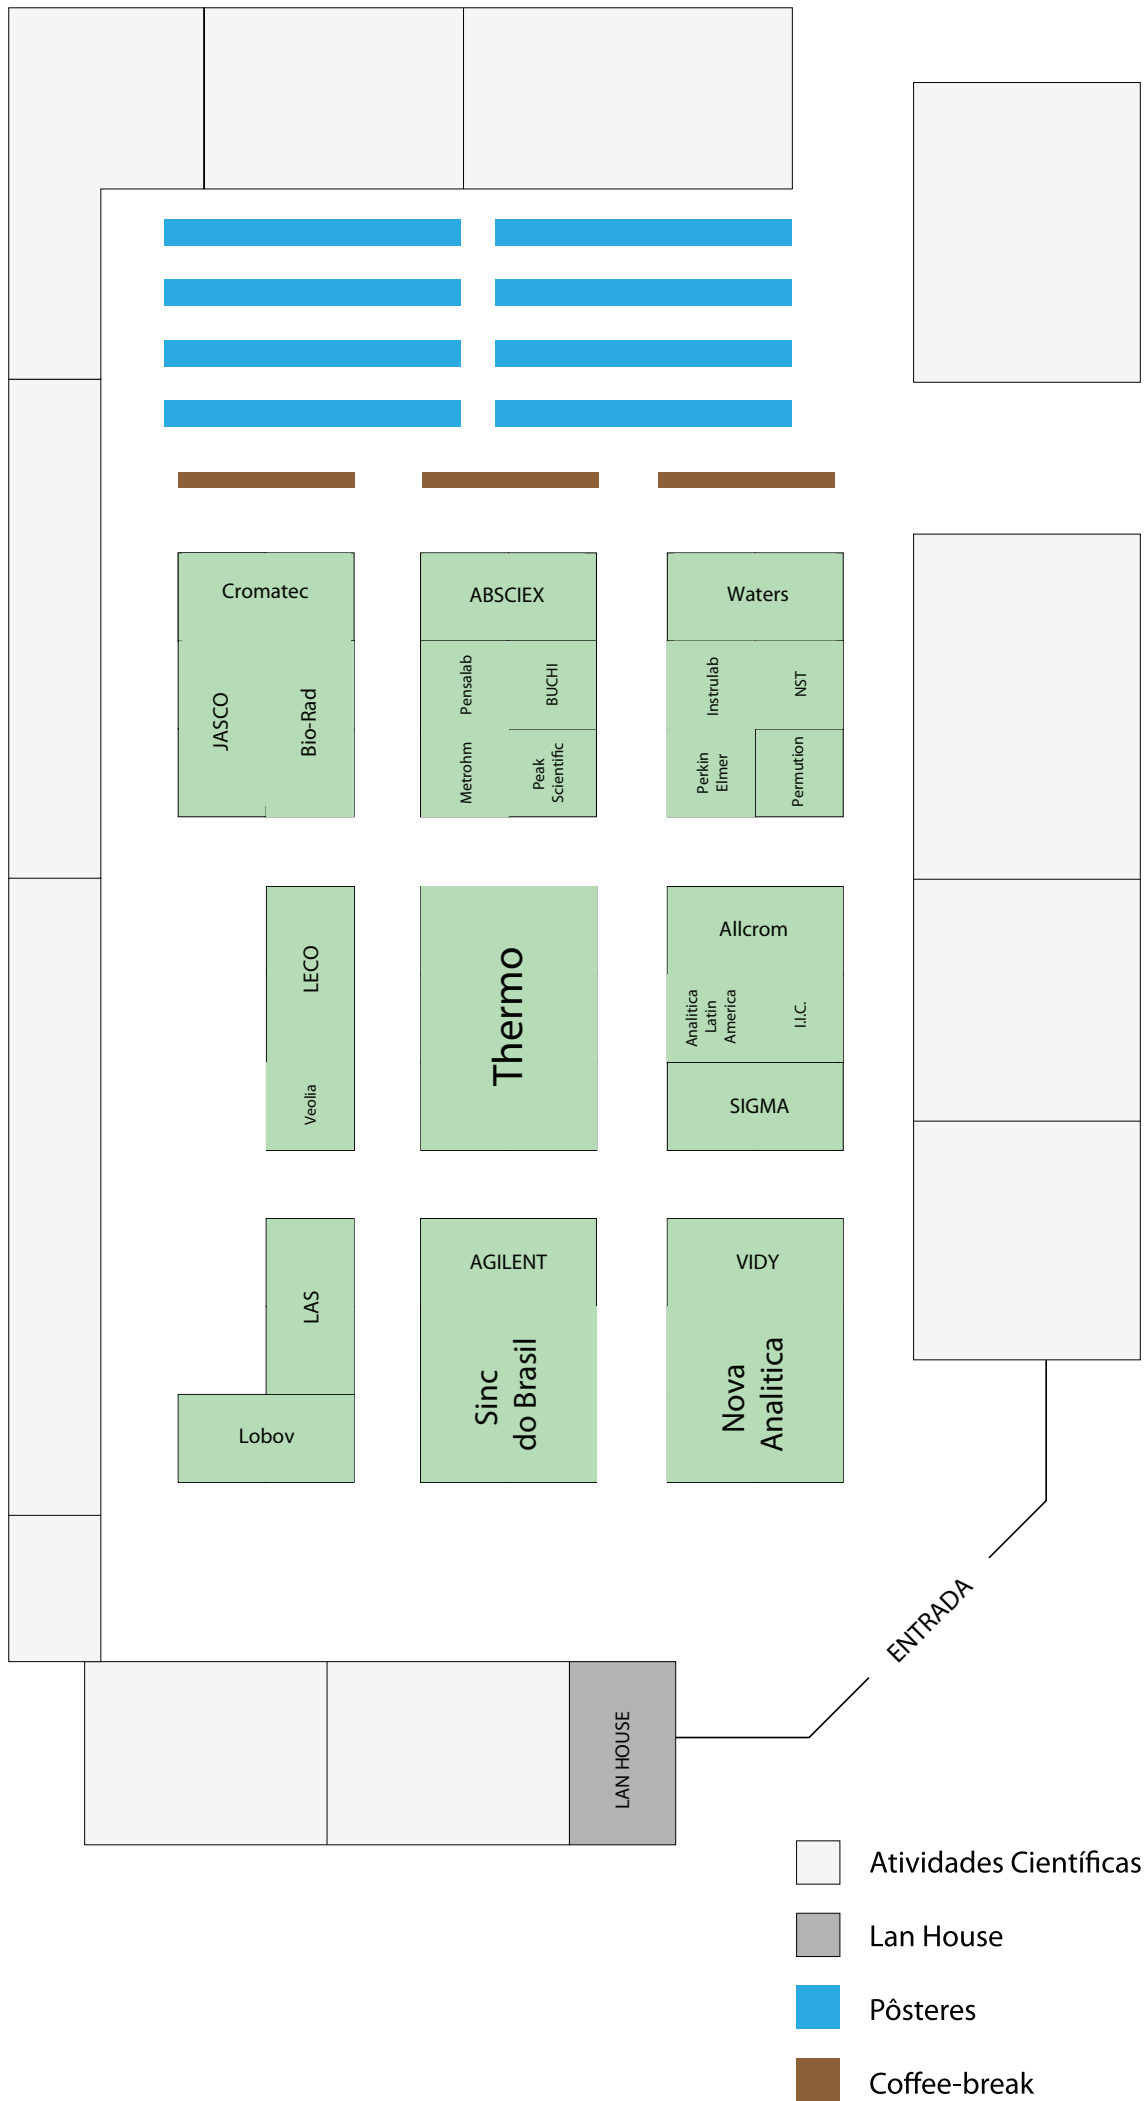 Cromatec
JASCO
Bio-Rad
ABSCIEX
Pensalab
BUCHI
Metrohm
Peak
Scientific
Waters
Instrulab
NST
Perkin
Elmer
Permution
LECO
Veolia
Thermo
Allcrom
Analitica
Latin
America
I.I.C.
SIGMA
LAS
Lobov
AGILENT
Sinc
do Brasil
VIDY
Nova
Analitica
ENTRADA
LAN HOUSE
Atividades Científicas
Lan House
Pôsteres
Coffee-break